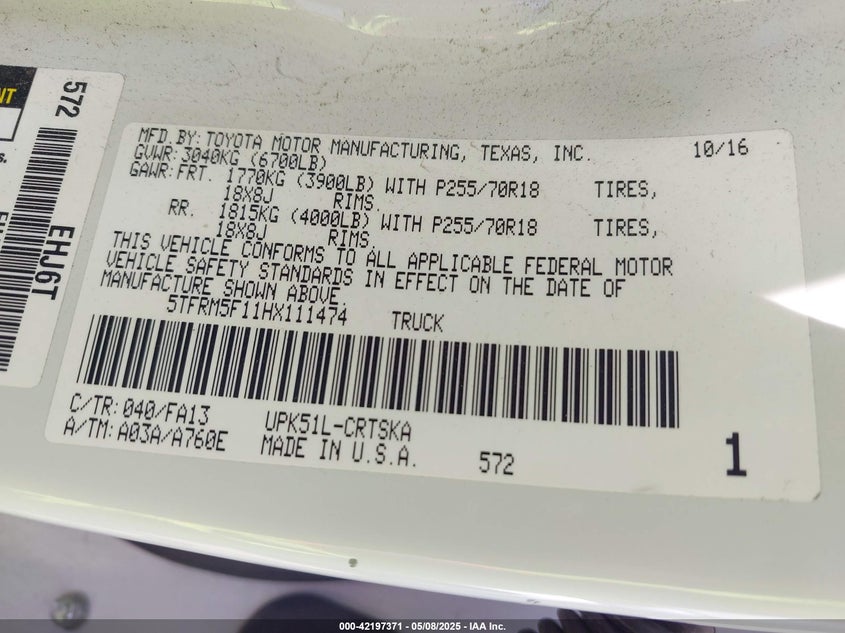 NT
572
s.
EHJ6T
MFD.BY:TOYOTA MOTOR MANUFACTURING, TEXAS, INC. 10/16
GVWR:3040KG (6700LB)
GAWR:FRT. 1770KG (3900LB) WITH P255/70R18 TIRES,
18X8J RIMS,
RR. 1815KG (4000LB) WITH P255/70R18 TIRES,
18X8J RIMS,
THIS VEHICLE CONFORMS TO ALL APPLICABLE FEDERAL MOTOR
VEHICLE SAFETY STANDARDS IN EFFECT ON THE DATE OF
MANUFACTURE SHOWN ABOVE.
5TFRM5F11HX111474 TRUCK
C/TR:040/FA13 UPK51L-CRTSKA
A/TM:A03A/A760E MADE IN U.S.A. 572 1
000-42197371 - 05/08/2025 - IAA Inc.